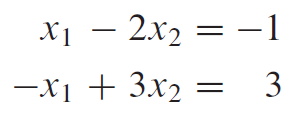 x₁ − 2x₂ = −1
−x₁ + 3x₂ = 3